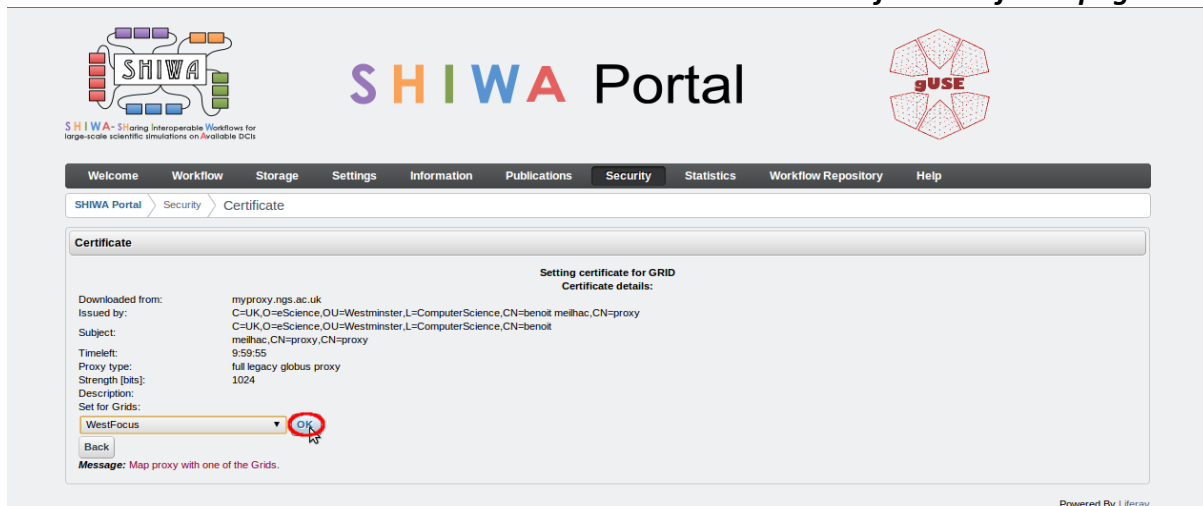 SHIWA
SHIWA Portal
gUSE
SHIWA- SHaring Interoperable Workflows for
large-scale scientific simulations on Available DCIs
Welcome Workflow Storage Settings Information Publications Security Statistics Workflow Repository Help
SHIWA Portal Security Certificate
Certificate
Setting certificate for GRID
Certificate details:
Downloaded from: myproxy.ngs.ac.uk
Issued by: C=UK,O=eScience,OU=Westminster,L=ComputerScience,CN=benoit meilhac,CN=proxy
Subject: C=UK,O=eScience,OU=Westminster,L=ComputerScience,CN=benoit
meilhac,CN=proxy,CN=proxy
Timeleft: 9:59:55
Proxy type: full legacy globus proxy
Strength [bits]: 1024
Description:
Set for Grids:
WestFocus OK
Back
Message: Map proxy with one of the Grids.
Powered By Liferay